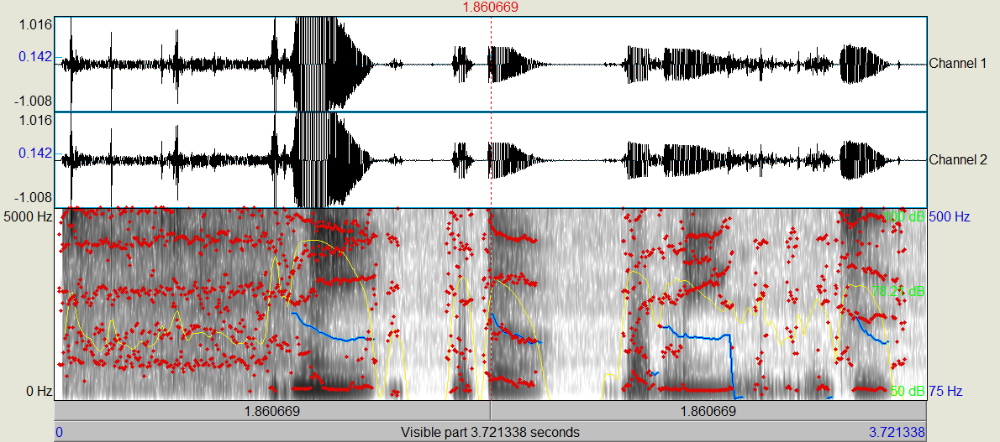 1.860669
1.016
0.142
-1.008
Channel 1
1.016
0.142
-1.008
Channel 2
5000 Hz
100 dB
500 Hz
78.21 dB
0 Hz
50 dB
75 Hz
1.860669
1.860669
0
Visible part 3.721338 seconds
3.721338